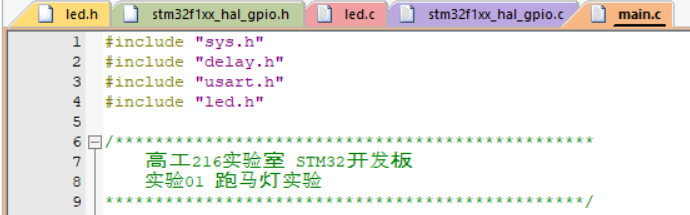 led.h stm32f1xx_hal_gpio.h led.c stm32f1xx_hal_gpio.c main.c
1 #include "sys.h"
2 #include "delay.h"
3 #include "usart.h"
4 #include "led.h"
5
6 /************************************************
7 高工216实验室 STM32开发板
8 实验01 跑马灯实验
9 ************************************************/